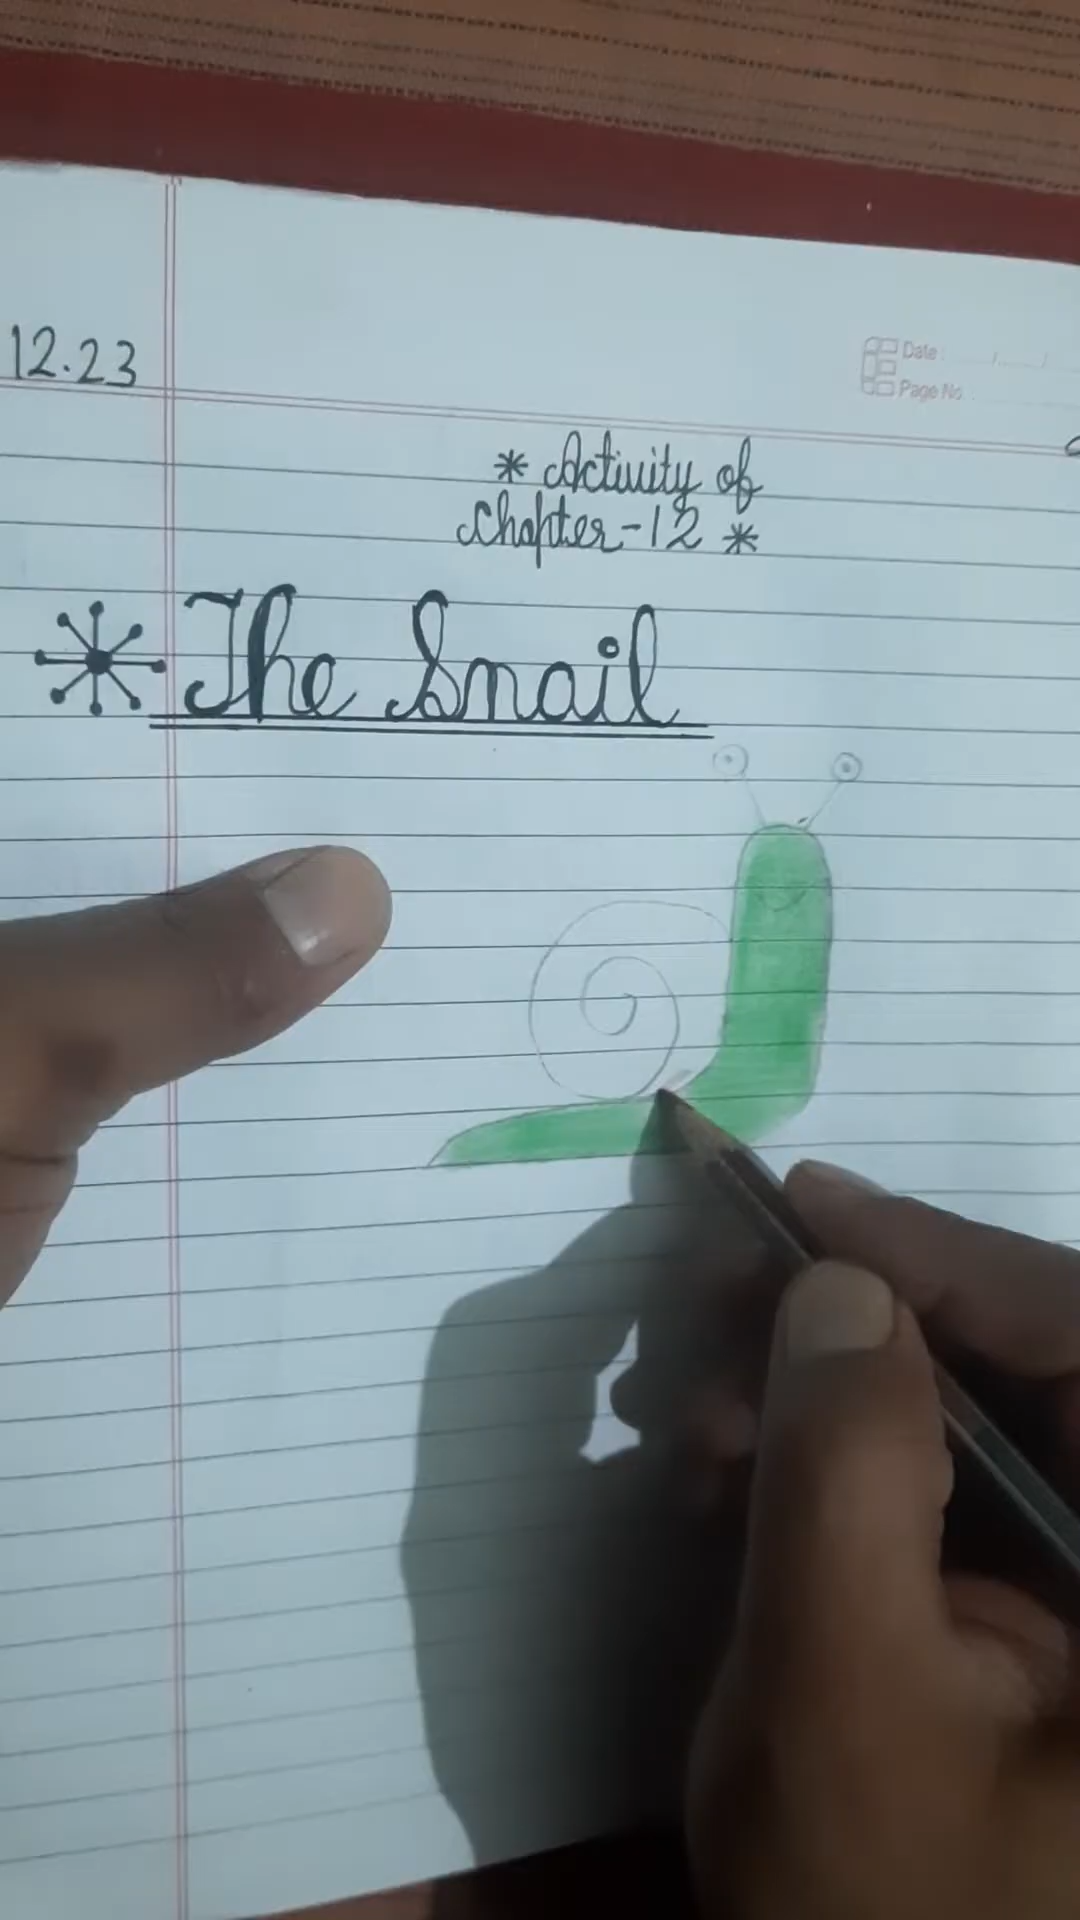 12.23
Date : ...../...../
Page No
* Activity of
Chapter-12 *
The Snail